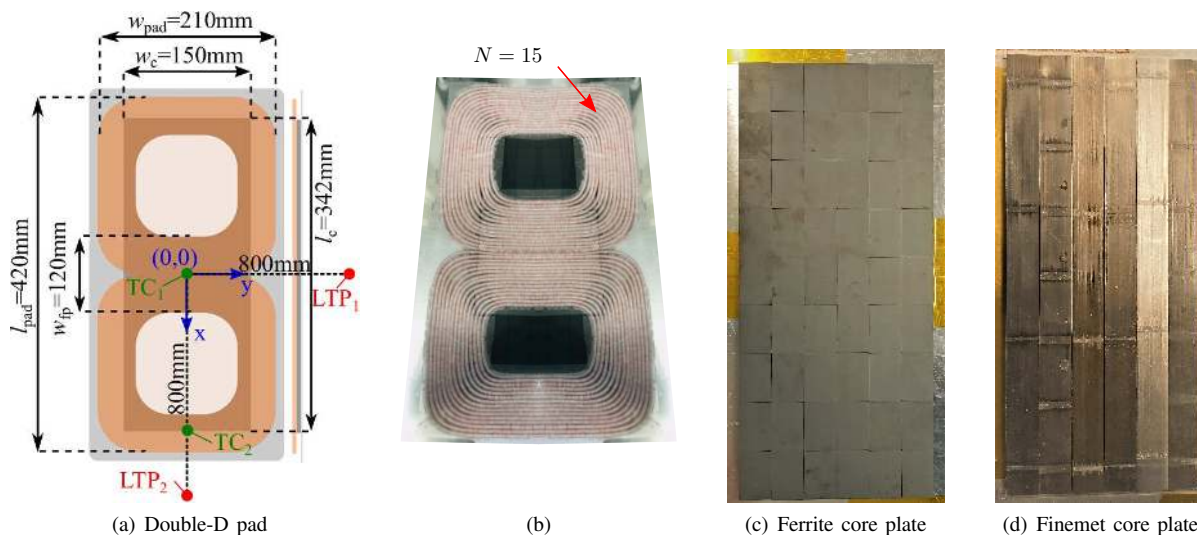 w_pad=210mm
w_c=150mm
l_pad=420mm
w_fp=120mm
(0,0)
TC_1
y
x
800mm
LTP_1
l_c=342mm
800mm
TC_2
LTP_2
N = 15
(a) Double-D pad
(b)
(c) Ferrite core plate
(d) Finemet core plate